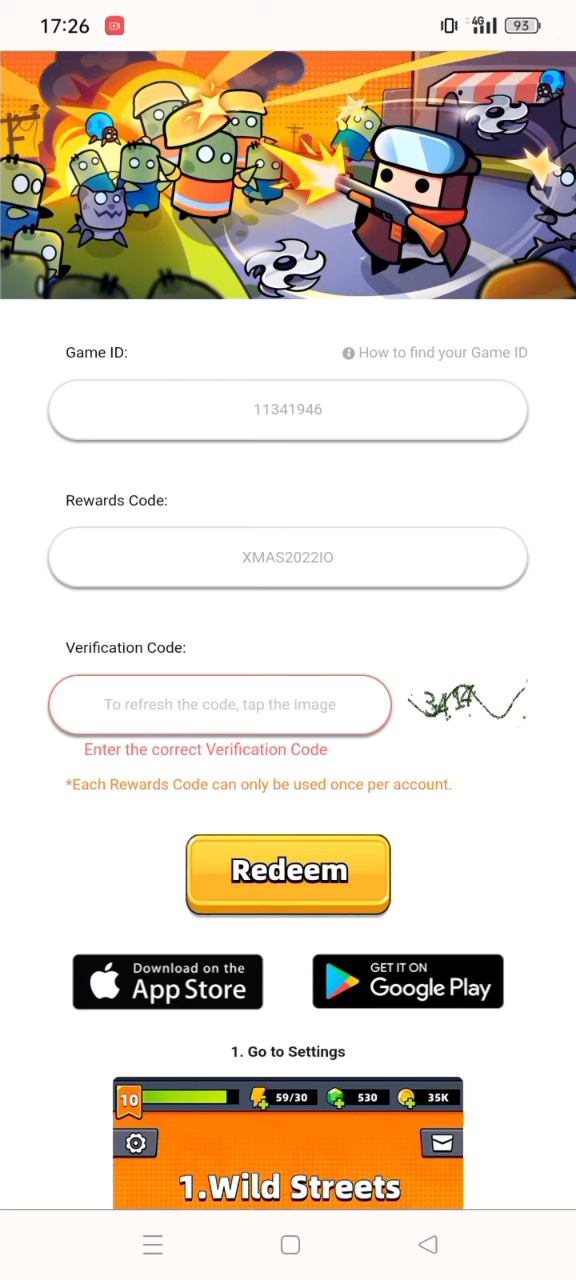 17:26
4G
93
Game ID:
How to find your Game ID
11341946
Rewards Code:
XMAS2022IO
Verification Code:
To refresh the code, tap the image
Enter the correct Verification Code
*Each Rewards Code can only be used once per account.
Redeem
Download on the
App Store
GET IT ON
Google Play
1. Go to Settings
10
59/30
530
35K
1.Wild Streets